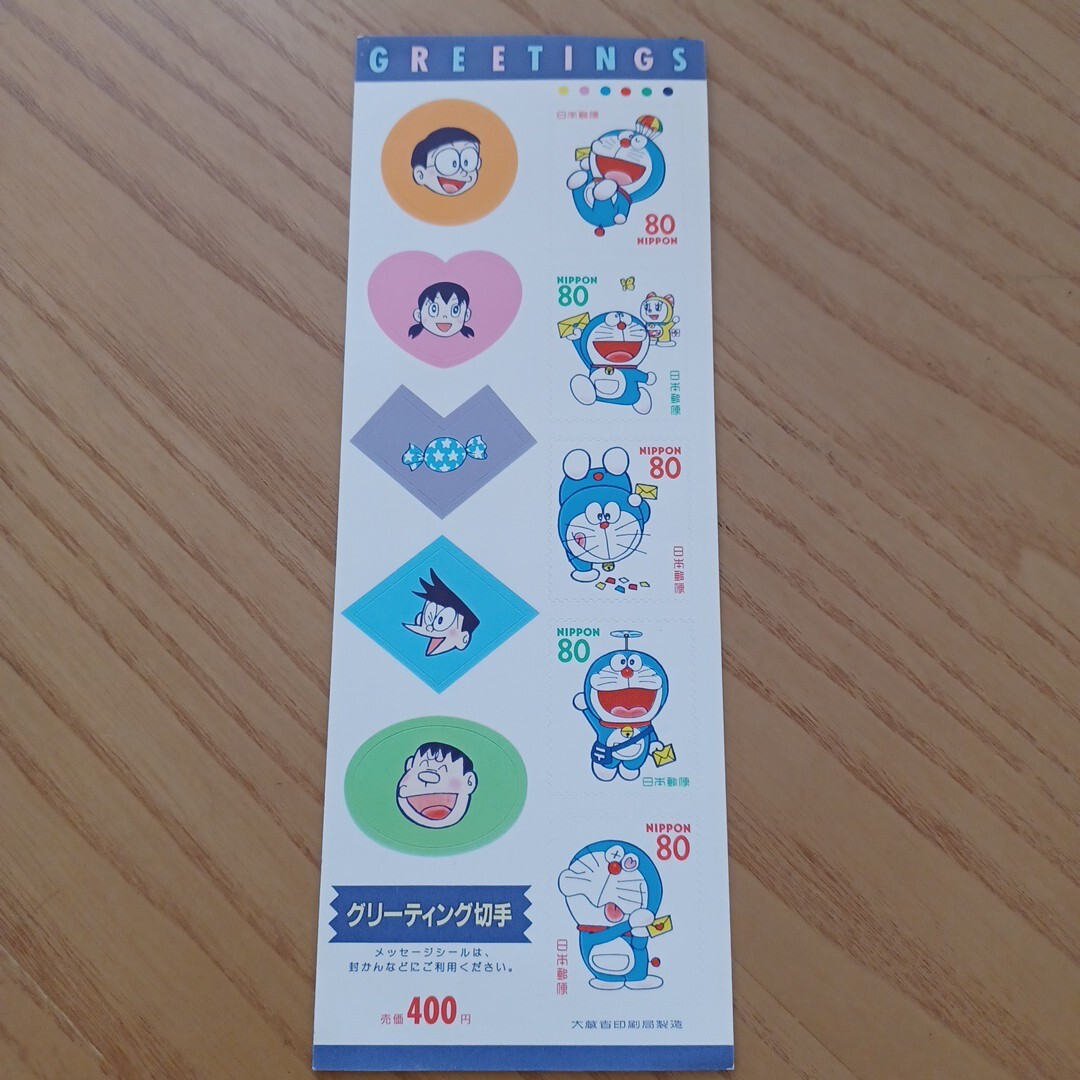 GREETINGS
日本郵便
80
NIPPON
NIPPON
80
日本郵便
NIPPON
80
日本郵便
NIPPON
80
日本郵便
NIPPON
80
日本郵便
グリーティング切手
メッセージシールは、
封かんなどにご利用ください。
売価400円
大蔵省印刷局製造